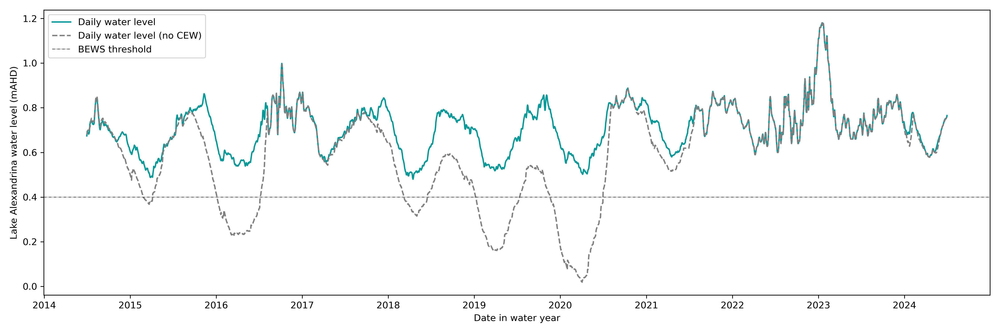 Daily water level
Daily water level (no CEW)
BEWS threshold
Lake Alexandrina water level (mAHD)
1.2
1.0
0.8
0.6
0.4
0.2
0.0
2014 2015 2016 2017 2018 2019 2020 2021 2022 2023 2024
Date in water year